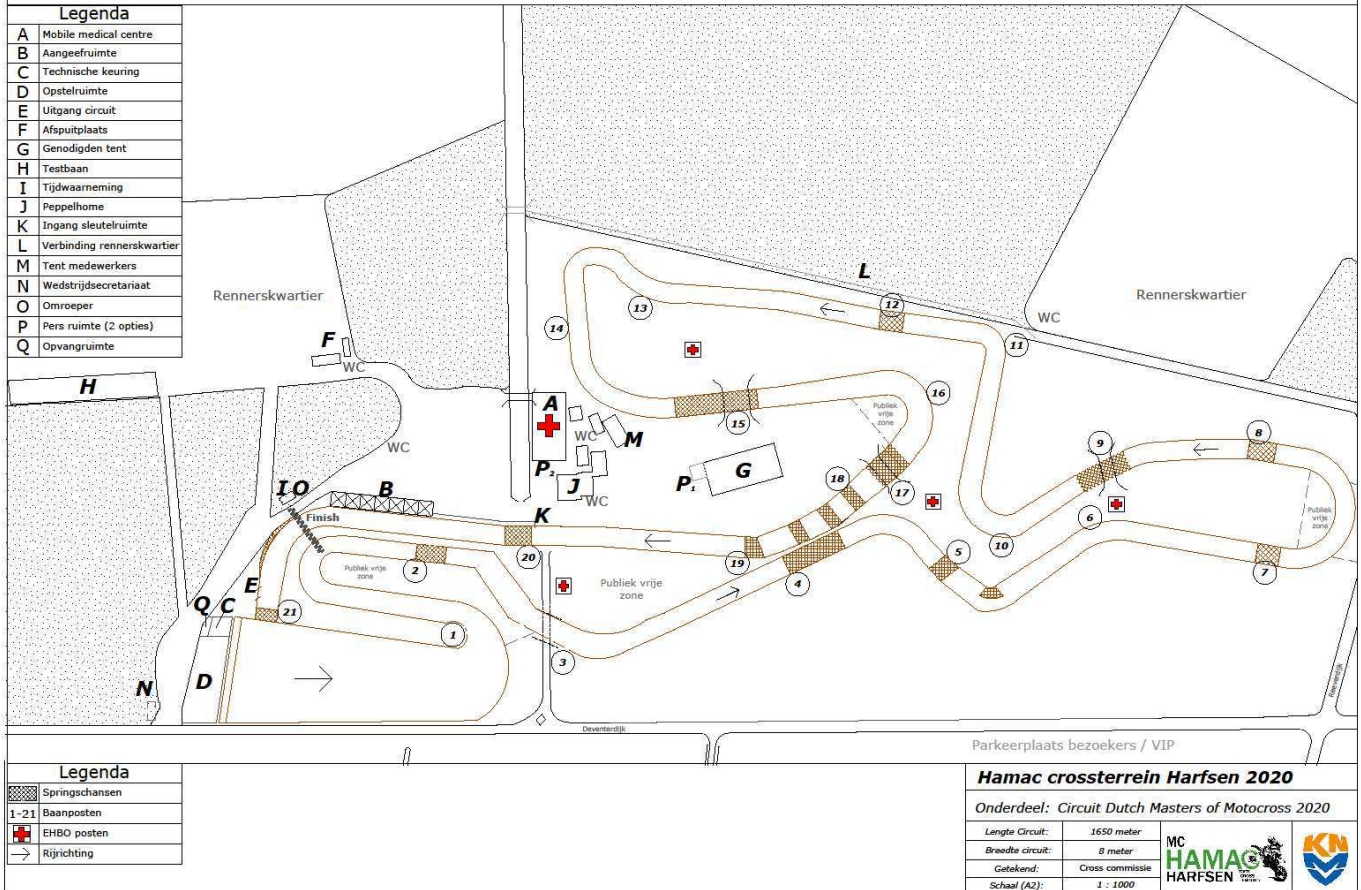 Legenda
A Mobile medical centre
B Aangeefruimte
C Technische keuring
D Opstelruimte
E Uitgang circuit
F Afspuitplaats
G Genodigden tent
H Testbaan
I Tijdwaarneming
J Peppelhome
K Ingang sleutelruimte
L Verbinding rennerskwartier
M Tent medewerkers
N Wedstrijdsecretariaat
O Omroeper
P Pers ruimte (2 opties)
Q Opvangruimte
Rennerskwartier
L
Rennerskwartier
12
13
WC
14
11
F
WC
H
A
16
Publiek
vrije
zone
15
WC
M
8
9
WC
P2
G
P1
J
18
17
WC
I O
B
Finish
K
6
Publiek
vrije
zone
10
20
19
5
2
Publiek vrije
zone
Publiek vrije
zone
4
7
E
Q C
21
1
3
D
N
Keeverdijk
Deventerdijk
Parkeerplaats bezoekers / VIP
Legenda
Springschansen
1-21 Baanposten
EHBO posten
Rijrichting
Hamac crossterrein Harfsen 2020
Onderdeel: Circuit Dutch Masters of Motocross 2020
Lengte Circuit: 1650 meter
Breedte circuit: 8 meter
Getekend: Cross commissie
Schaal (A2): 1 : 1000
MC
HAMAC
HARFSEN
KN